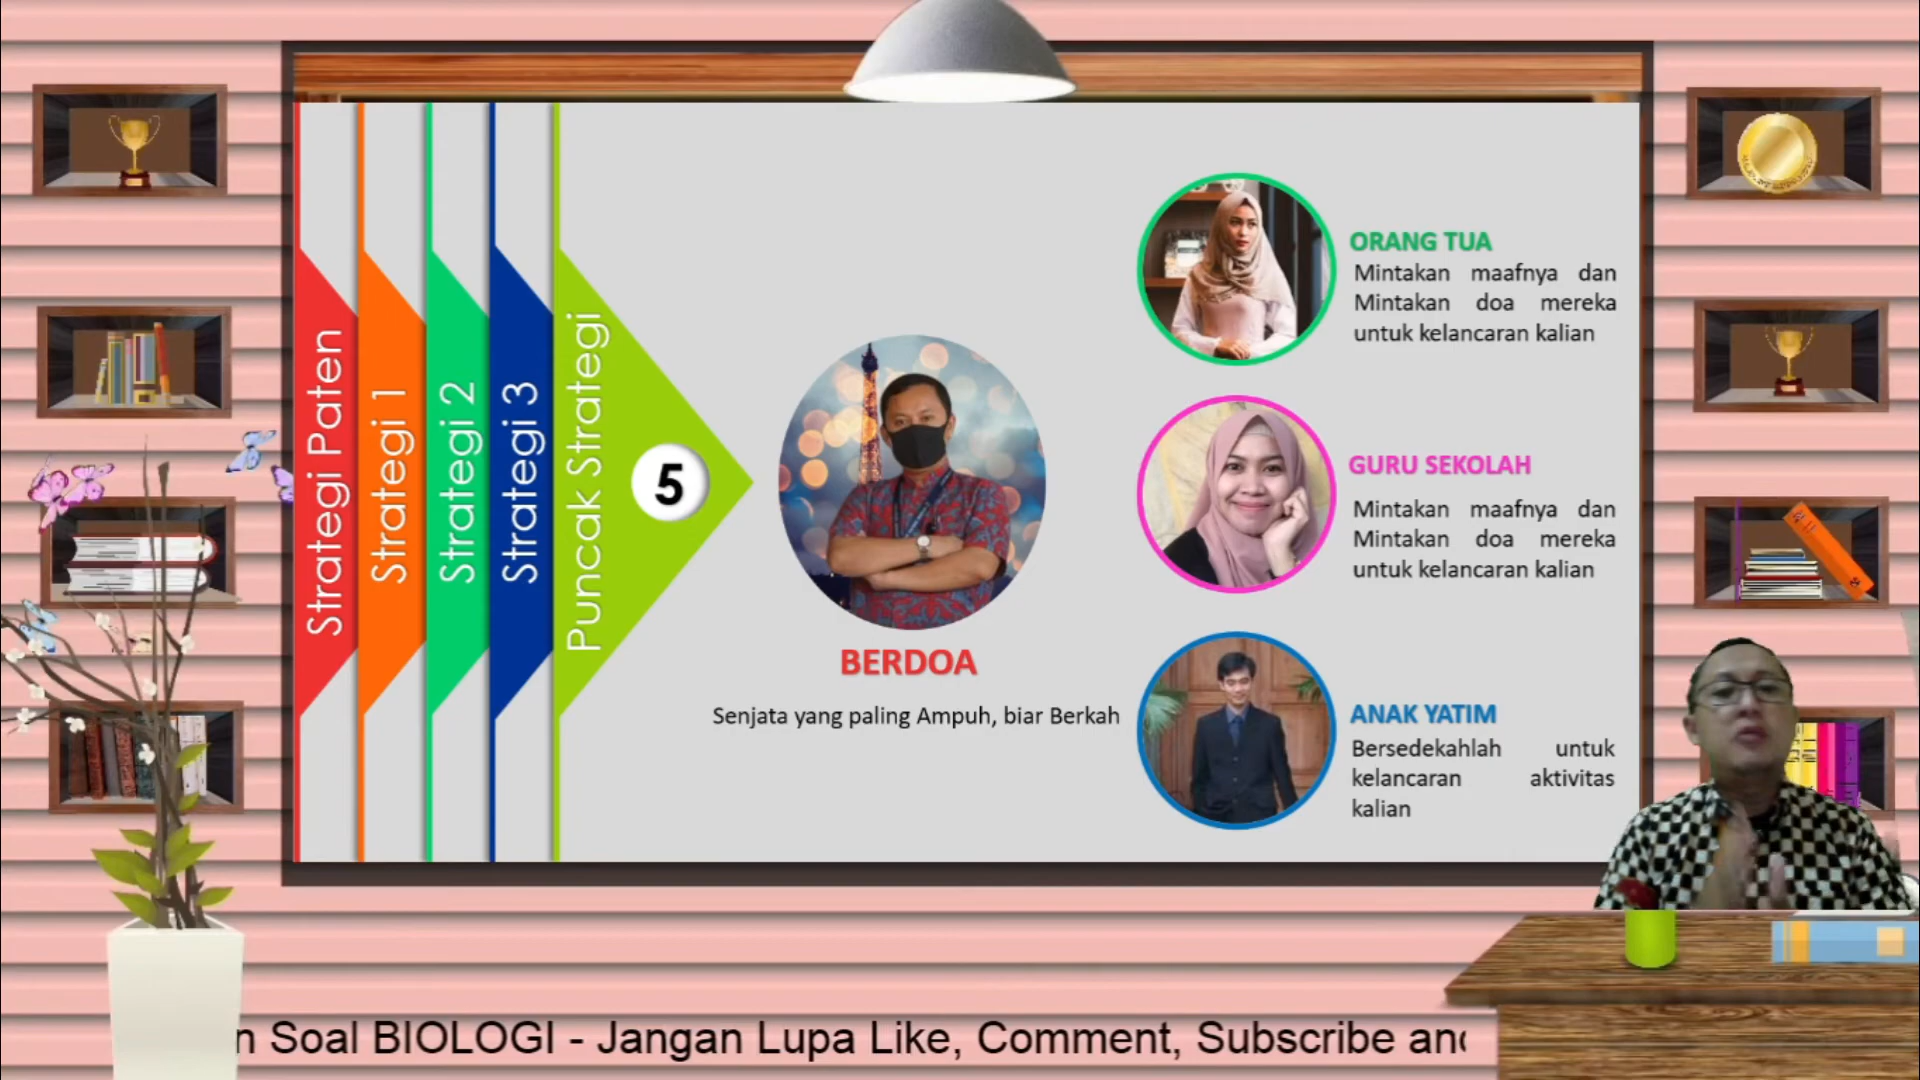 Strategi Paten
Strategi 1
Strategi 2
Strategi 3
Puncak Strategi
5
BERDOA
Senjata yang paling Ampuh, biar Berkah
ORANG TUA
Mintakan maafnya dan
Mintakan doa mereka
untuk kelancaran kalian
GURU SEKOLAH
Mintakan maafnya dan
Mintakan doa mereka
untuk kelancaran kalian
ANAK YATIM
Bersedekahlah untuk
kelancaran aktivitas
kalian
Soal BIOLOGI - Jangan Lupa Like, Comment, Subscribe